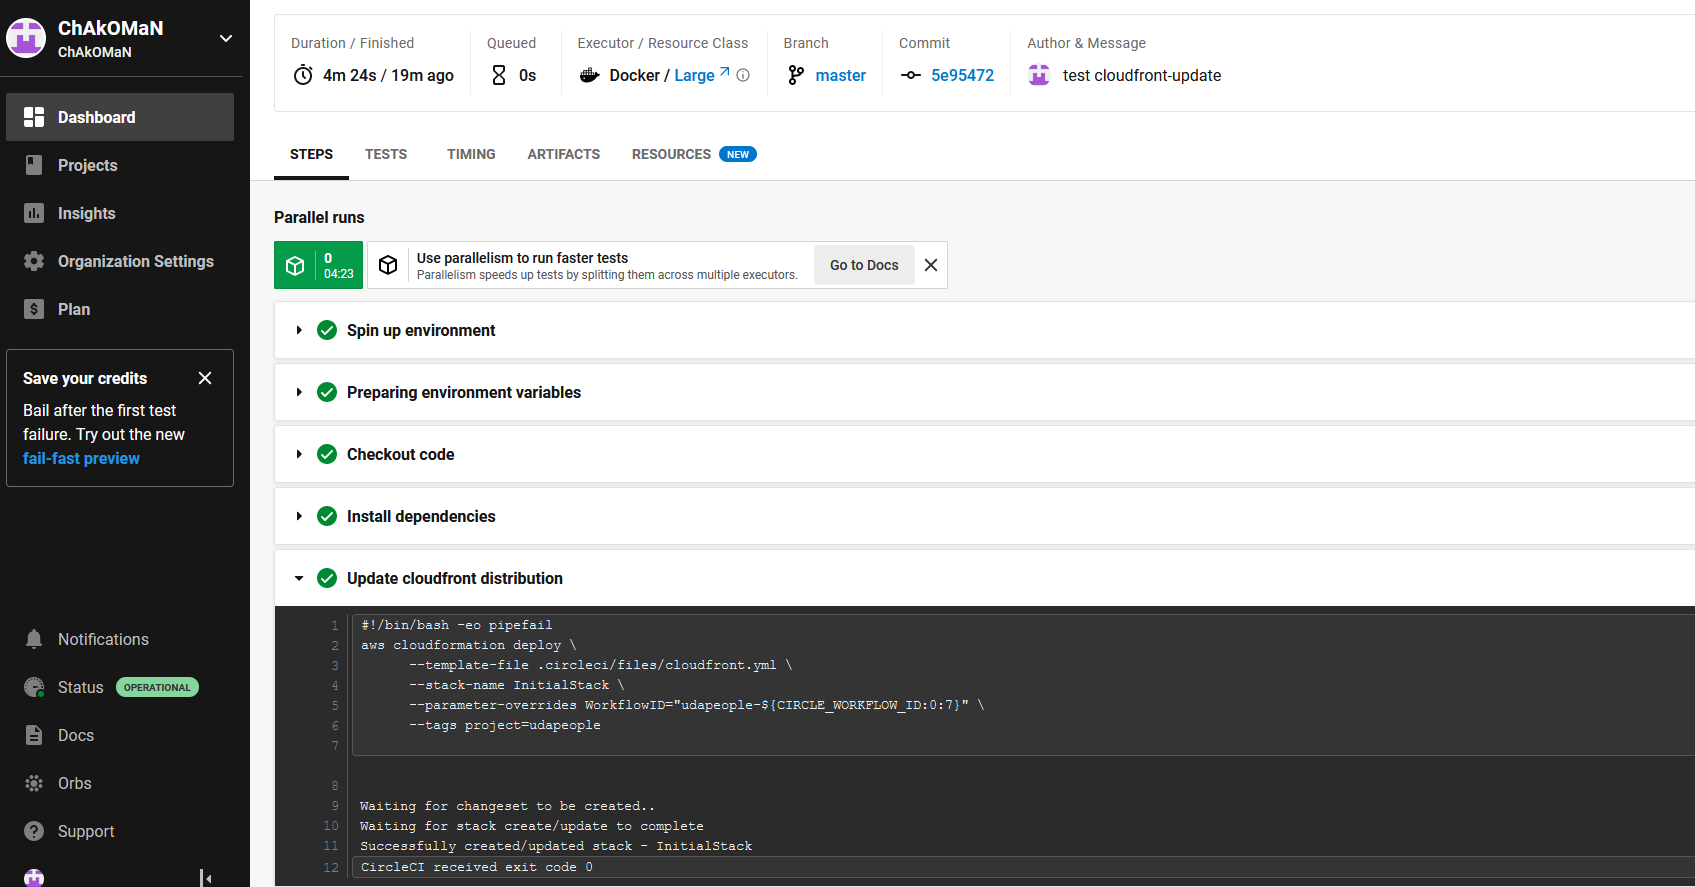 ChAkOMaN
ChAkOMaN
Dashboard
Projects
Insights
Organization Settings
$ Plan
Save your credits
Bail after the first test
failure. Try out the new
fail-fast preview
Notifications
Status OPERATIONAL
Docs
Orbs
? Support
Duration / Finished Queued Executor / Resource Class Branch Commit Author & Message
4m 24s / 19m ago 0s Docker / Large master 5e95472 test cloudfront-update
STEPS TESTS TIMING ARTIFACTS RESOURCES NEW
Parallel runs
0
04:23
Use parallelism to run faster tests
Parallelism speeds up tests by splitting them across multiple executors.
Go to Docs
Spin up environment
Preparing environment variables
Checkout code
Install dependencies
Update cloudfront distribution
1 #!/bin/bash -eo pipefail
2 aws cloudformation deploy \
3 --template-file .circleci/files/cloudfront.yml \
4 --stack-name InitialStack \
5 --parameter-overrides WorkflowID="udapeople-${CIRCLE_WORKFLOW_ID:0:7}" \
6 --tags project=udapeople
7
8
9 Waiting for changeset to be created..
10 Waiting for stack create/update to complete
11 Successfully created/updated stack - InitialStack
12 CircleCI received exit code 0